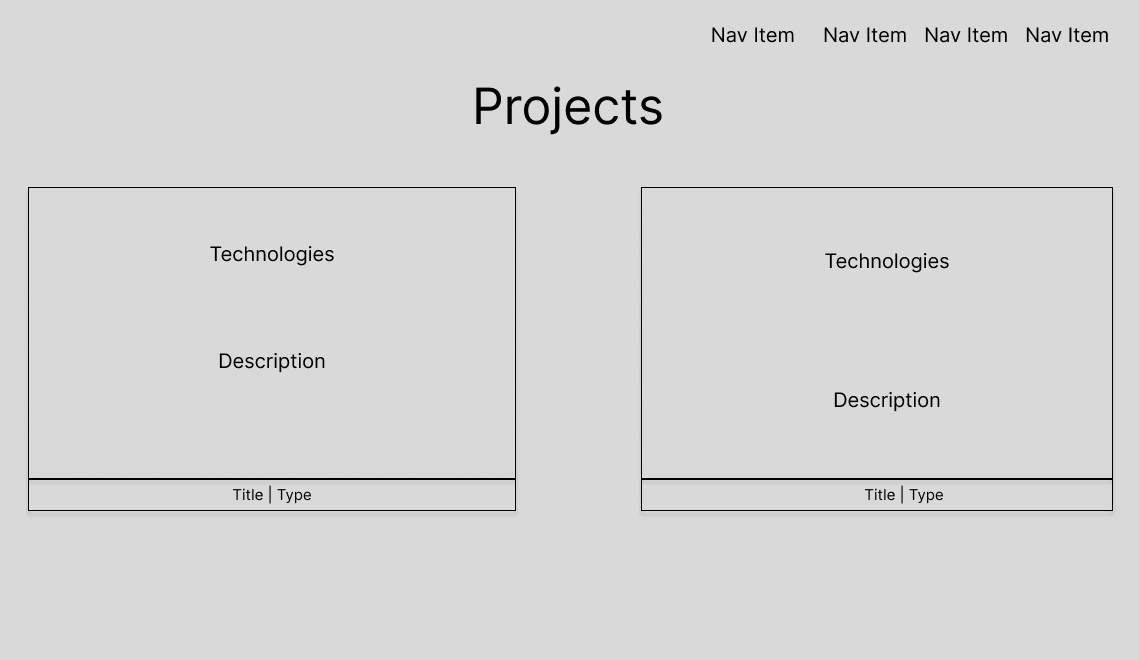 Nav Item Nav Item Nav Item Nav Item
Projects
Technologies
Description
Title | Type
Technologies
Description
Title | Type